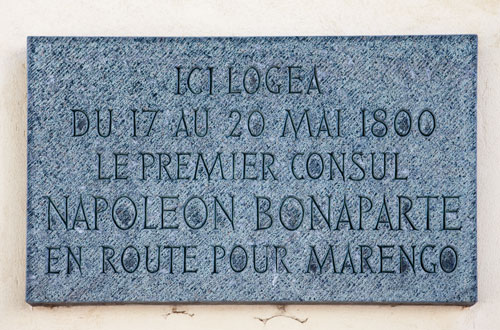 ICI LOGEA
DU 17 AU 20 MAI 1800
LE PREMIER CONSUL
NAPOLEON BONAPARTE
EN ROUTE POUR MARENGO